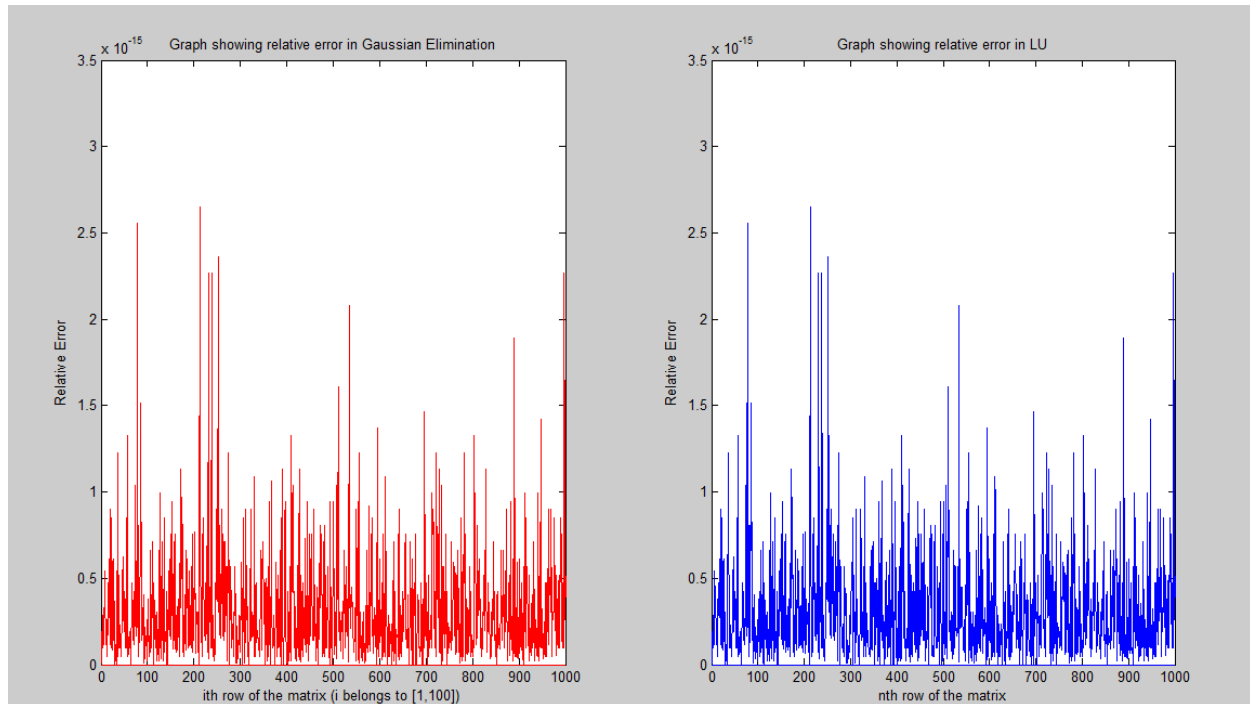 Graph showing relative error in Gaussian Elimination
x 10^-15
3.5
3
2.5
2
1.5
1
0.5
0
Relative Error
0 100 200 300 400 500 600 700 800 900 1000
ith row of the matrix (i belongs to [1,100])
Graph showing relative error in LU
x 10^-15
3.5
3
2.5
2
1.5
1
0.5
0
Relative Error
0 100 200 300 400 500 600 700 800 900 1000
nth row of the matrix